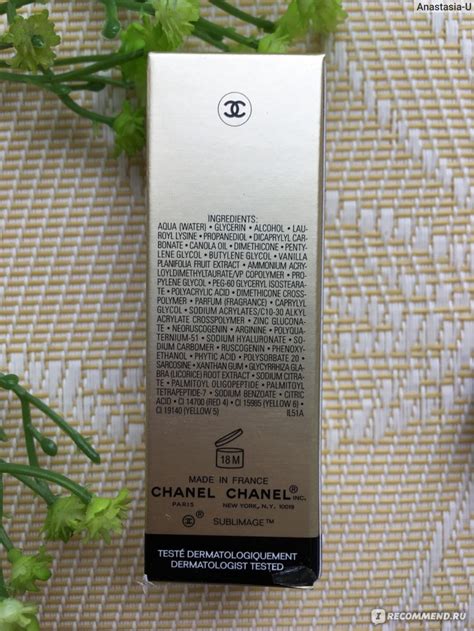 Anastasia-U
INGREDIENTS:
AQUA (WATER) • GLYCERIN • ALCOHOL • LAU-
ROYL LYSINE • PROPANEDIOL • DICAPRYLYL CAR-
BONATE • CANOLA OIL • DIMETHICONE • PENTY-
LENE GLYCOL • BUTYLENE GLYCOL • VANILLA
PLANIFOLIA FRUIT EXTRACT • AMMONIUM ACRY-
LOYLDIMETHYLTAURATE/VP COPOLYMER • PRO-
PYLENE GLYCOL • PEG-60 GLYCERYL ISOSTEARA-
TE • POLYACRYLIC ACID • DIMETHICONE CROSS-
POLYMER • PARFUM (FRAGRANCE) • CAPRYLYL
GLYCOL • SODIUM ACRYLATES/C10-30 ALKYL
ACRYLATE CROSSPOLYMER • ZINC GLUCONA-
TE • NEORUSCOGENIN • ARGININE • POLYQUA-
TERNIUM-51 • SODIUM HYALURONATE • SO-
DIUM CARBOMER • RUSCOGENIN • PHENOXY-
ETHANOL • PHYTIC ACID • POLYSORBATE 20 •
SARCOSINE • XANTHAN GUM • GLYCYRRHIZA GLA-
BRA (LICORICE) ROOT EXTRACT • SODIUM CITRA-
TE • PALMITOYL OLIGOPEPTIDE • PALMITOYL
TETRAPEPTIDE-7 • SODIUM BENZOATE • CITRIC
ACID • CI 14700 (RED 4) • CI 15985 (YELLOW 6) •
CI 19140 (YELLOW 5) IL51A
18 M
MADE IN FRANCE
CHANEL CHANEL® INC.
PARIS NEW YORK, N.Y. 10019
® SUBLIMAGE™
TESTÉ DERMATOLOGIQUEMENT
DERMATOLOGIST TESTED
iRECOMMEND.RU